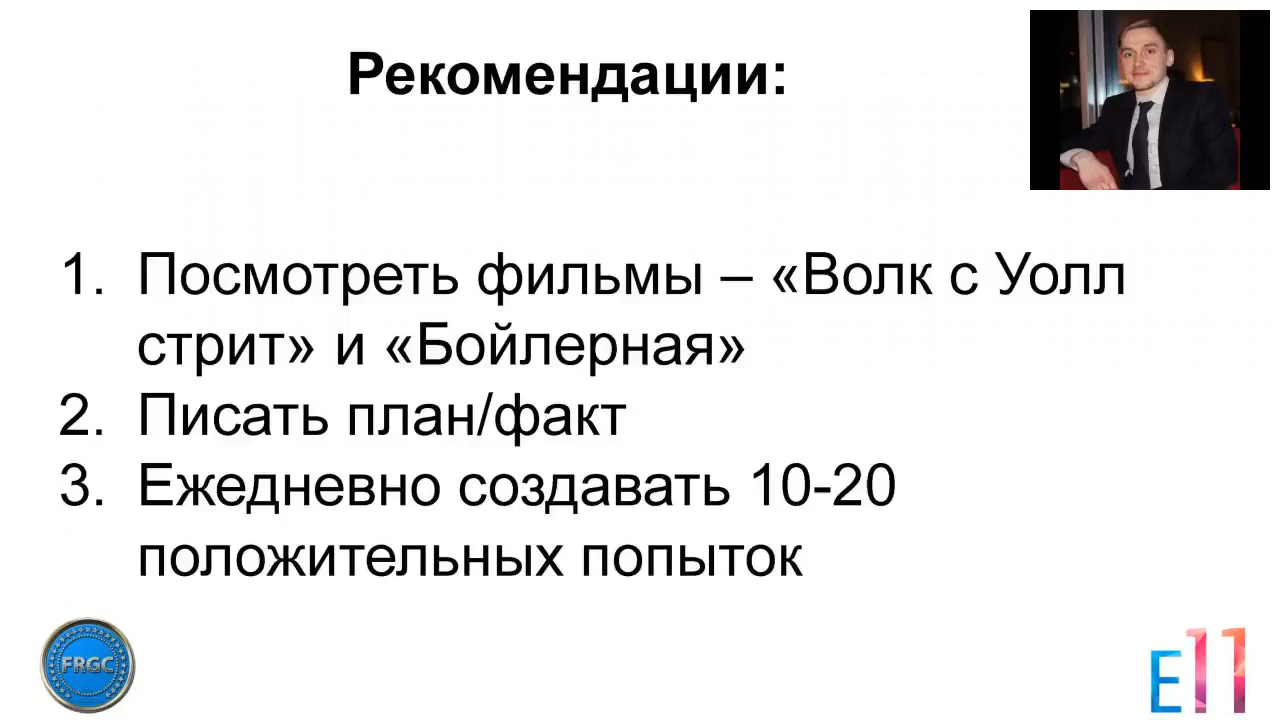 Рекомендации:
1. Посмотреть фильмы – «Волк с Уолл
стрит» и «Бойлерная»
2. Писать план/факт
3. Ежедневно создавать 10-20
положительных попыток
FRGC
E11